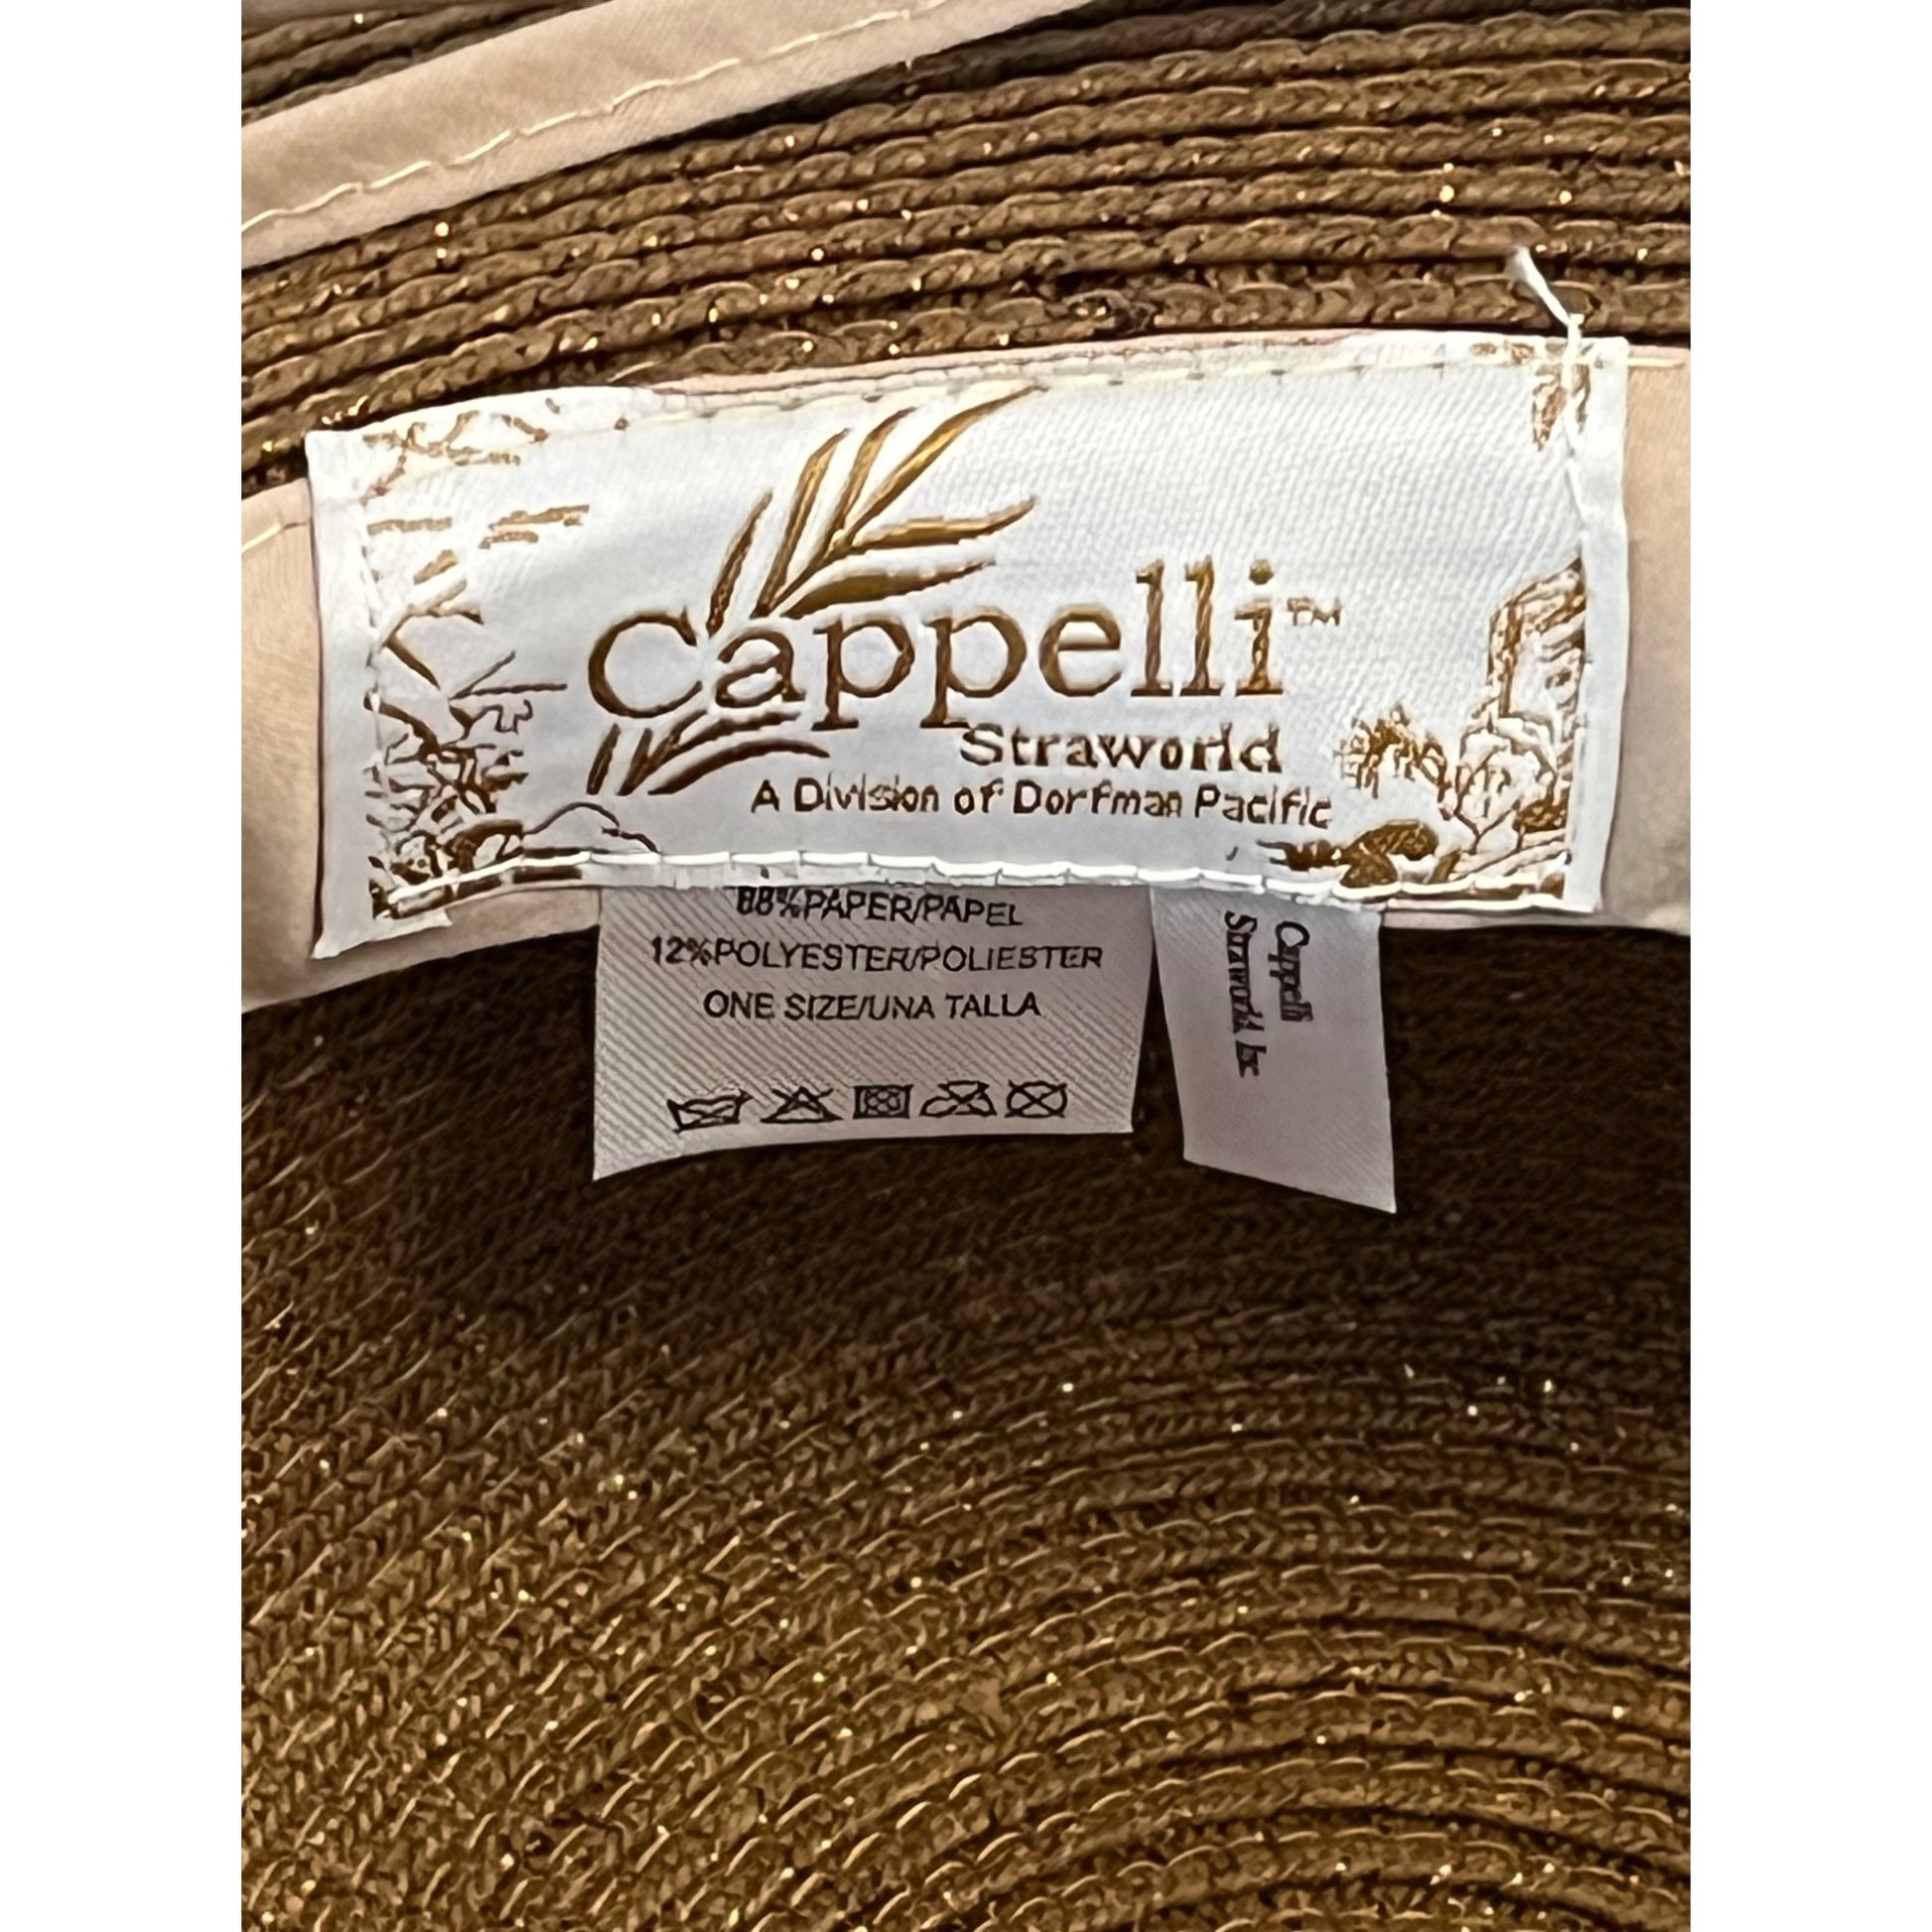 Cappelli™
Straworld
A Division of Dorfman Pacific
88%PAPER/PAPEL
12%POLYESTER/POLIESTER
ONE SIZE/UNA TALLA
Cappelli
Straworld Inc